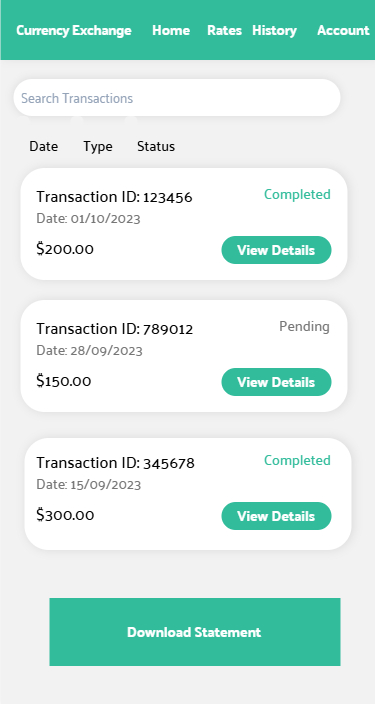 Currency Exchange Home Rates History Account
Search Transactions
Date Type Status
Transaction ID: 123456 Completed
Date: 01/10/2023
$200.00 View Details
Transaction ID: 789012 Pending
Date: 28/09/2023
$150.00 View Details
Transaction ID: 345678 Completed
Date: 15/09/2023
$300.00 View Details
Download Statement